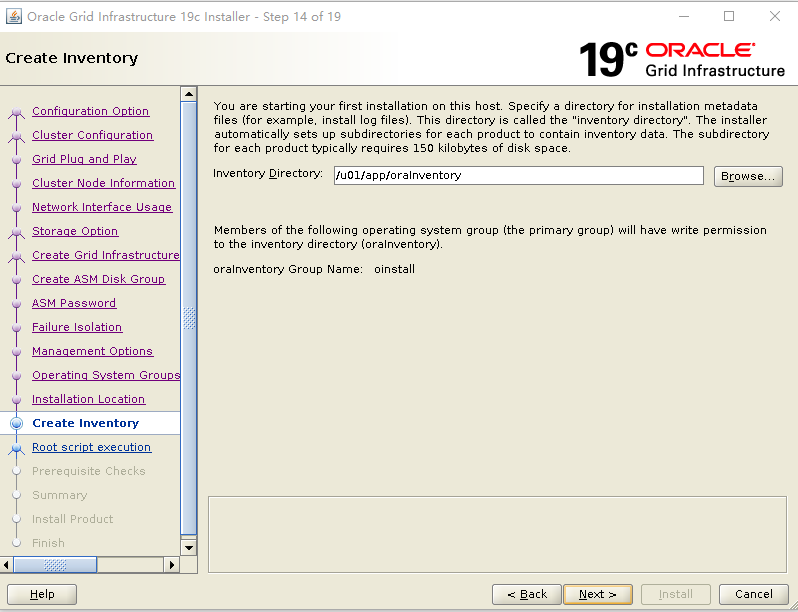 Oracle Grid Infrastructure 19c Installer - Step 14 of 19
Create Inventory
19c ORACLE
Grid Infrastructure
Configuration Option
Cluster Configuration
Grid Plug and Play
Cluster Node Information
Network Interface Usage
Storage Option
Create Grid Infrastructure
Create ASM Disk Group
ASM Password
Failure Isolation
Management Options
Operating System Groups
Installation Location
Create Inventory
Root script execution
Prerequisite Checks
Summary
Install Product
Finish
You are starting your first installation on this host. Specify a directory for installation metadata
files (for example, install log files). This directory is called the "inventory directory". The installer
automatically sets up subdirectories for each product to contain inventory data. The subdirectory
for each product typically requires 150 kilobytes of disk space.
Inventory Directory: /u01/app/oraInventory Browse...
Members of the following operating system group (the primary group) will have write permission
to the inventory directory (oraInventory).
oraInventory Group Name: oinstall
Help < Back Next > Install Cancel